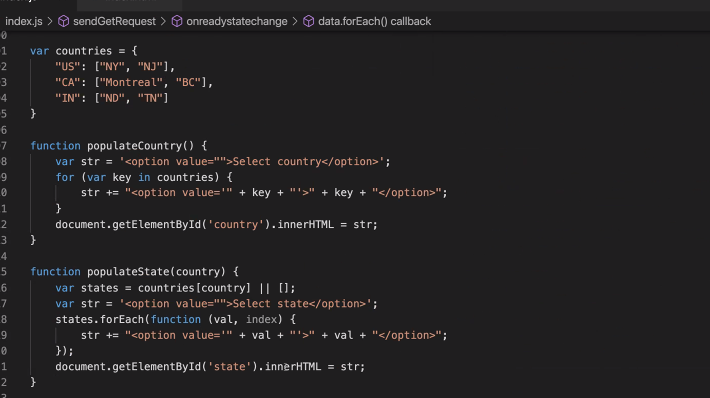 index.js > sendGetRequest > onreadystatechange > data.forEach() callback
0
1 var countries = {
2 "US": ["NY", "NJ"],
3 "CA": ["Montreal", "BC"],
4 "IN": ["ND", "TN"]
5 }
6
7 function populateCountry() {
8 var str = '<option value="">Select country</option>';
9 for (var key in countries) {
0 str += "<option value='" + key + "'>" + key + "</option>";
1 }
2 document.getElementById('country').innerHTML = str;
3 }
4
5 function populateState(country) {
6 var states = countries[country] || [];
7 var str = '<option value="">Select state</option>';
8 states.forEach(function (val, index) {
9 str += "<option value='" + val + "'>" + val + "</option>";
0 });
1 document.getElementById('state').innerHTML = str;
2 }
3